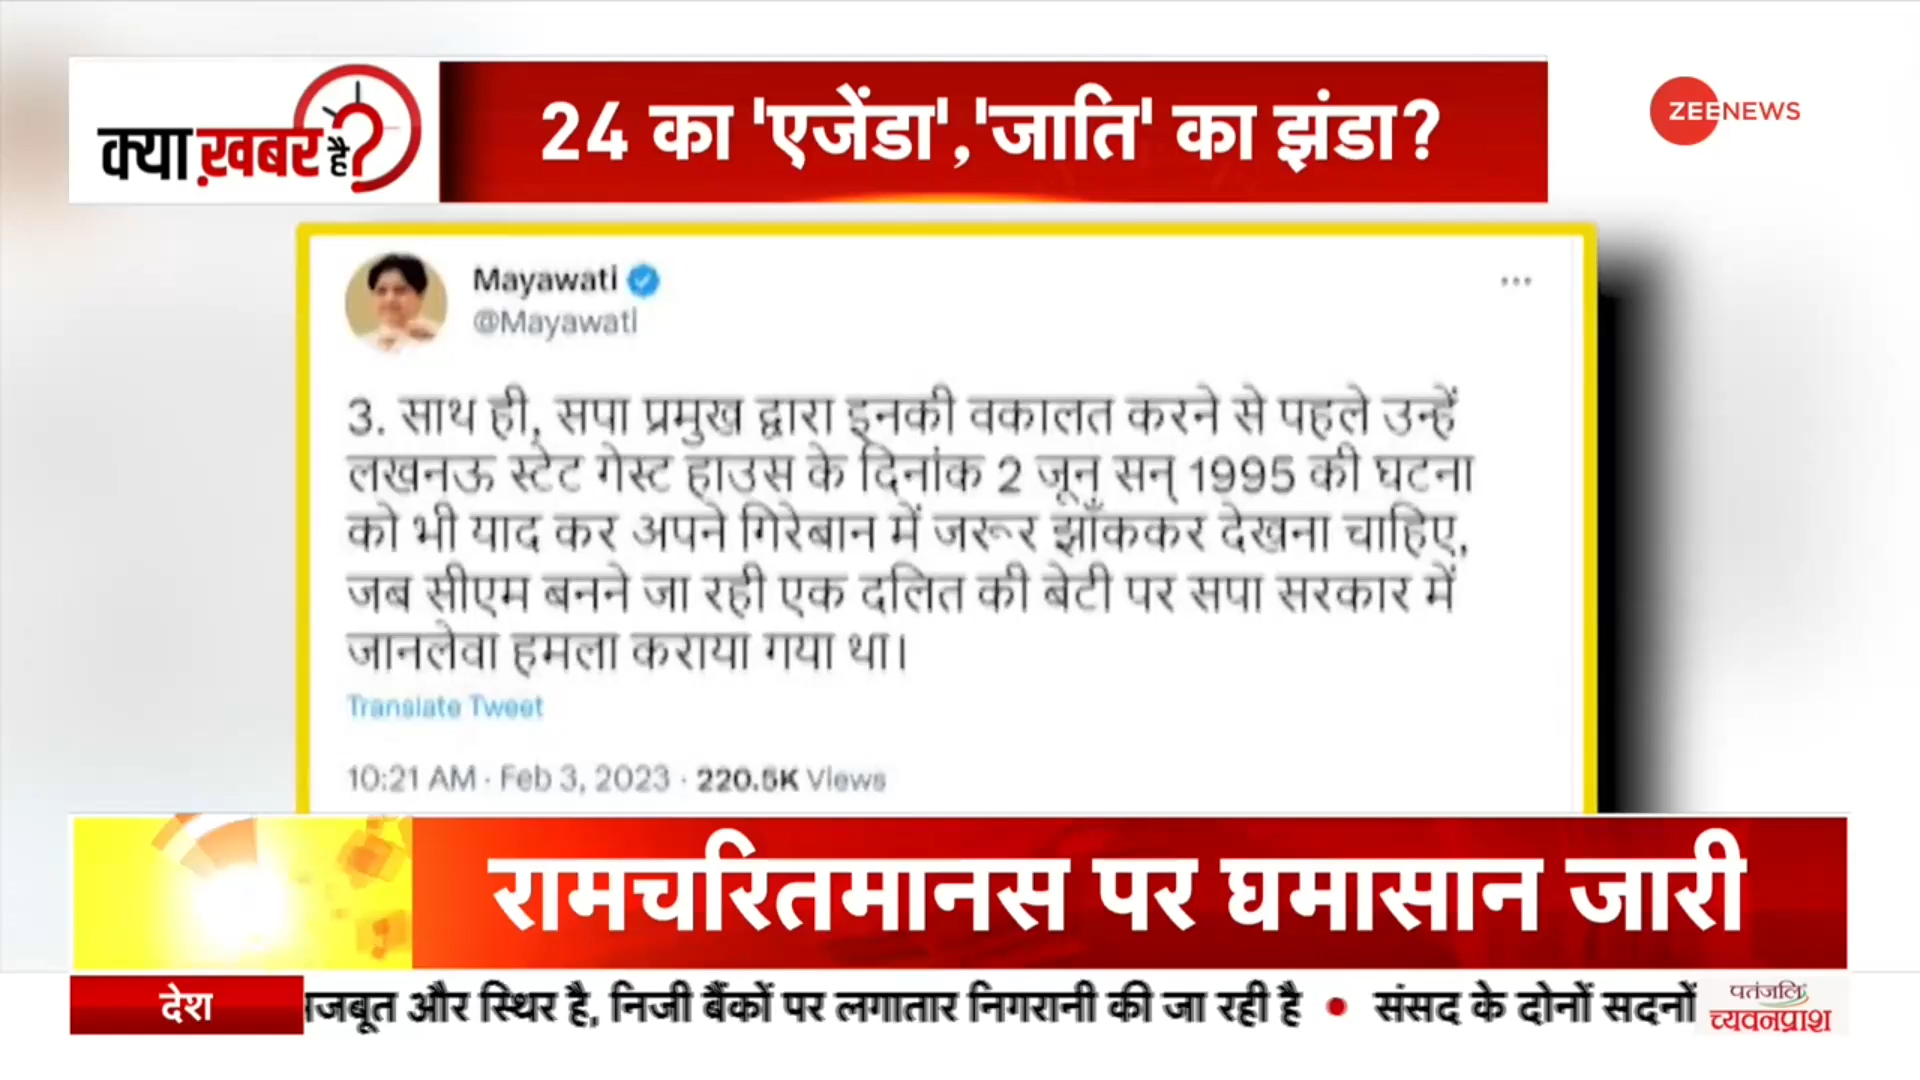 क्या ख़बर है?
24 का 'एजेंडा', 'जाति' का झंडा?
ZEENEWS
Mayawati
@Mayawati
3. साथ ही, सपा प्रमुख द्वारा इनकी वकालत करने से पहले उन्हें
लखनऊ स्टेट गेस्ट हाउस के दिनांक 2 जून सन् 1995 की घटना
को भी याद कर अपने गिरेबान में जरूर झाँककर देखना चाहिए,
जब सीएम बनने जा रही एक दलित की बेटी पर सपा सरकार में
जानलेवा हमला कराया गया था।
Translate Tweet
10:21 AM · Feb 3, 2023 · 220.5K Views
रामचरितमानस पर घमासान जारी
देश
और स्थिर है, निजी बैंकों पर लगातार निगरानी की जा रही है • संसद के दोनों सदनों
पतंजलि
च्यवनप्राश